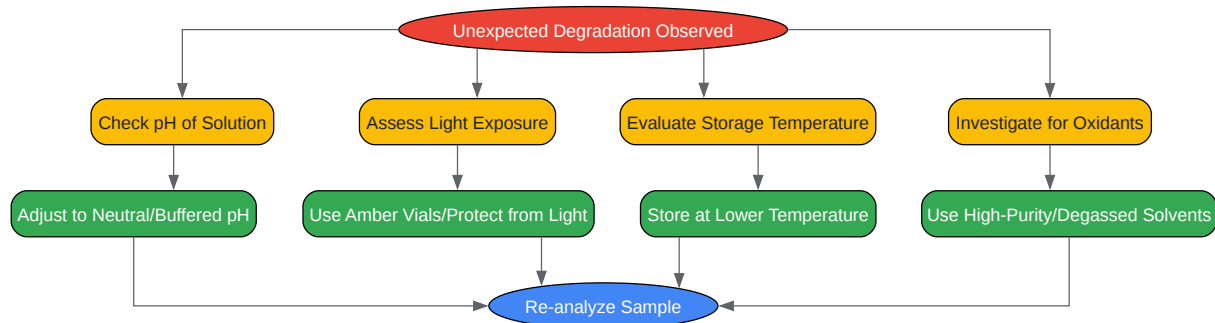 Unexpected Degradation Observed
Check pH of Solution
Assess Light Exposure
Evaluate Storage Temperature
Investigate for Oxidants
Adjust to Neutral/Buffered pH
Use Amber Vials/Protect from Light
Store at Lower Temperature
Use High-Purity/Degassed Solvents
Re-analyze Sample